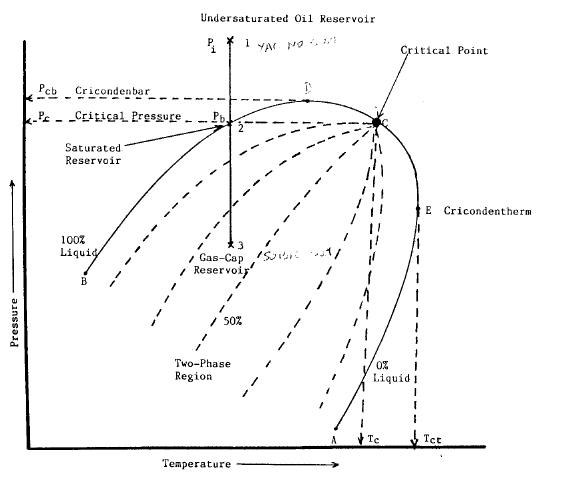 Undersaturated Oil Reservoir
Pi
1
Critical Point
Pcb Cricondenbar
D
Pc Critical Pressure
Pb
C
2
Saturated
Reservoir
E Cricondentherm
100%
Liquid
3
Gas-Cap
Reservoir
B
50%
Two-Phase
Region
0%
Liquid
A
Tc
Tct
Pressure
Temperature